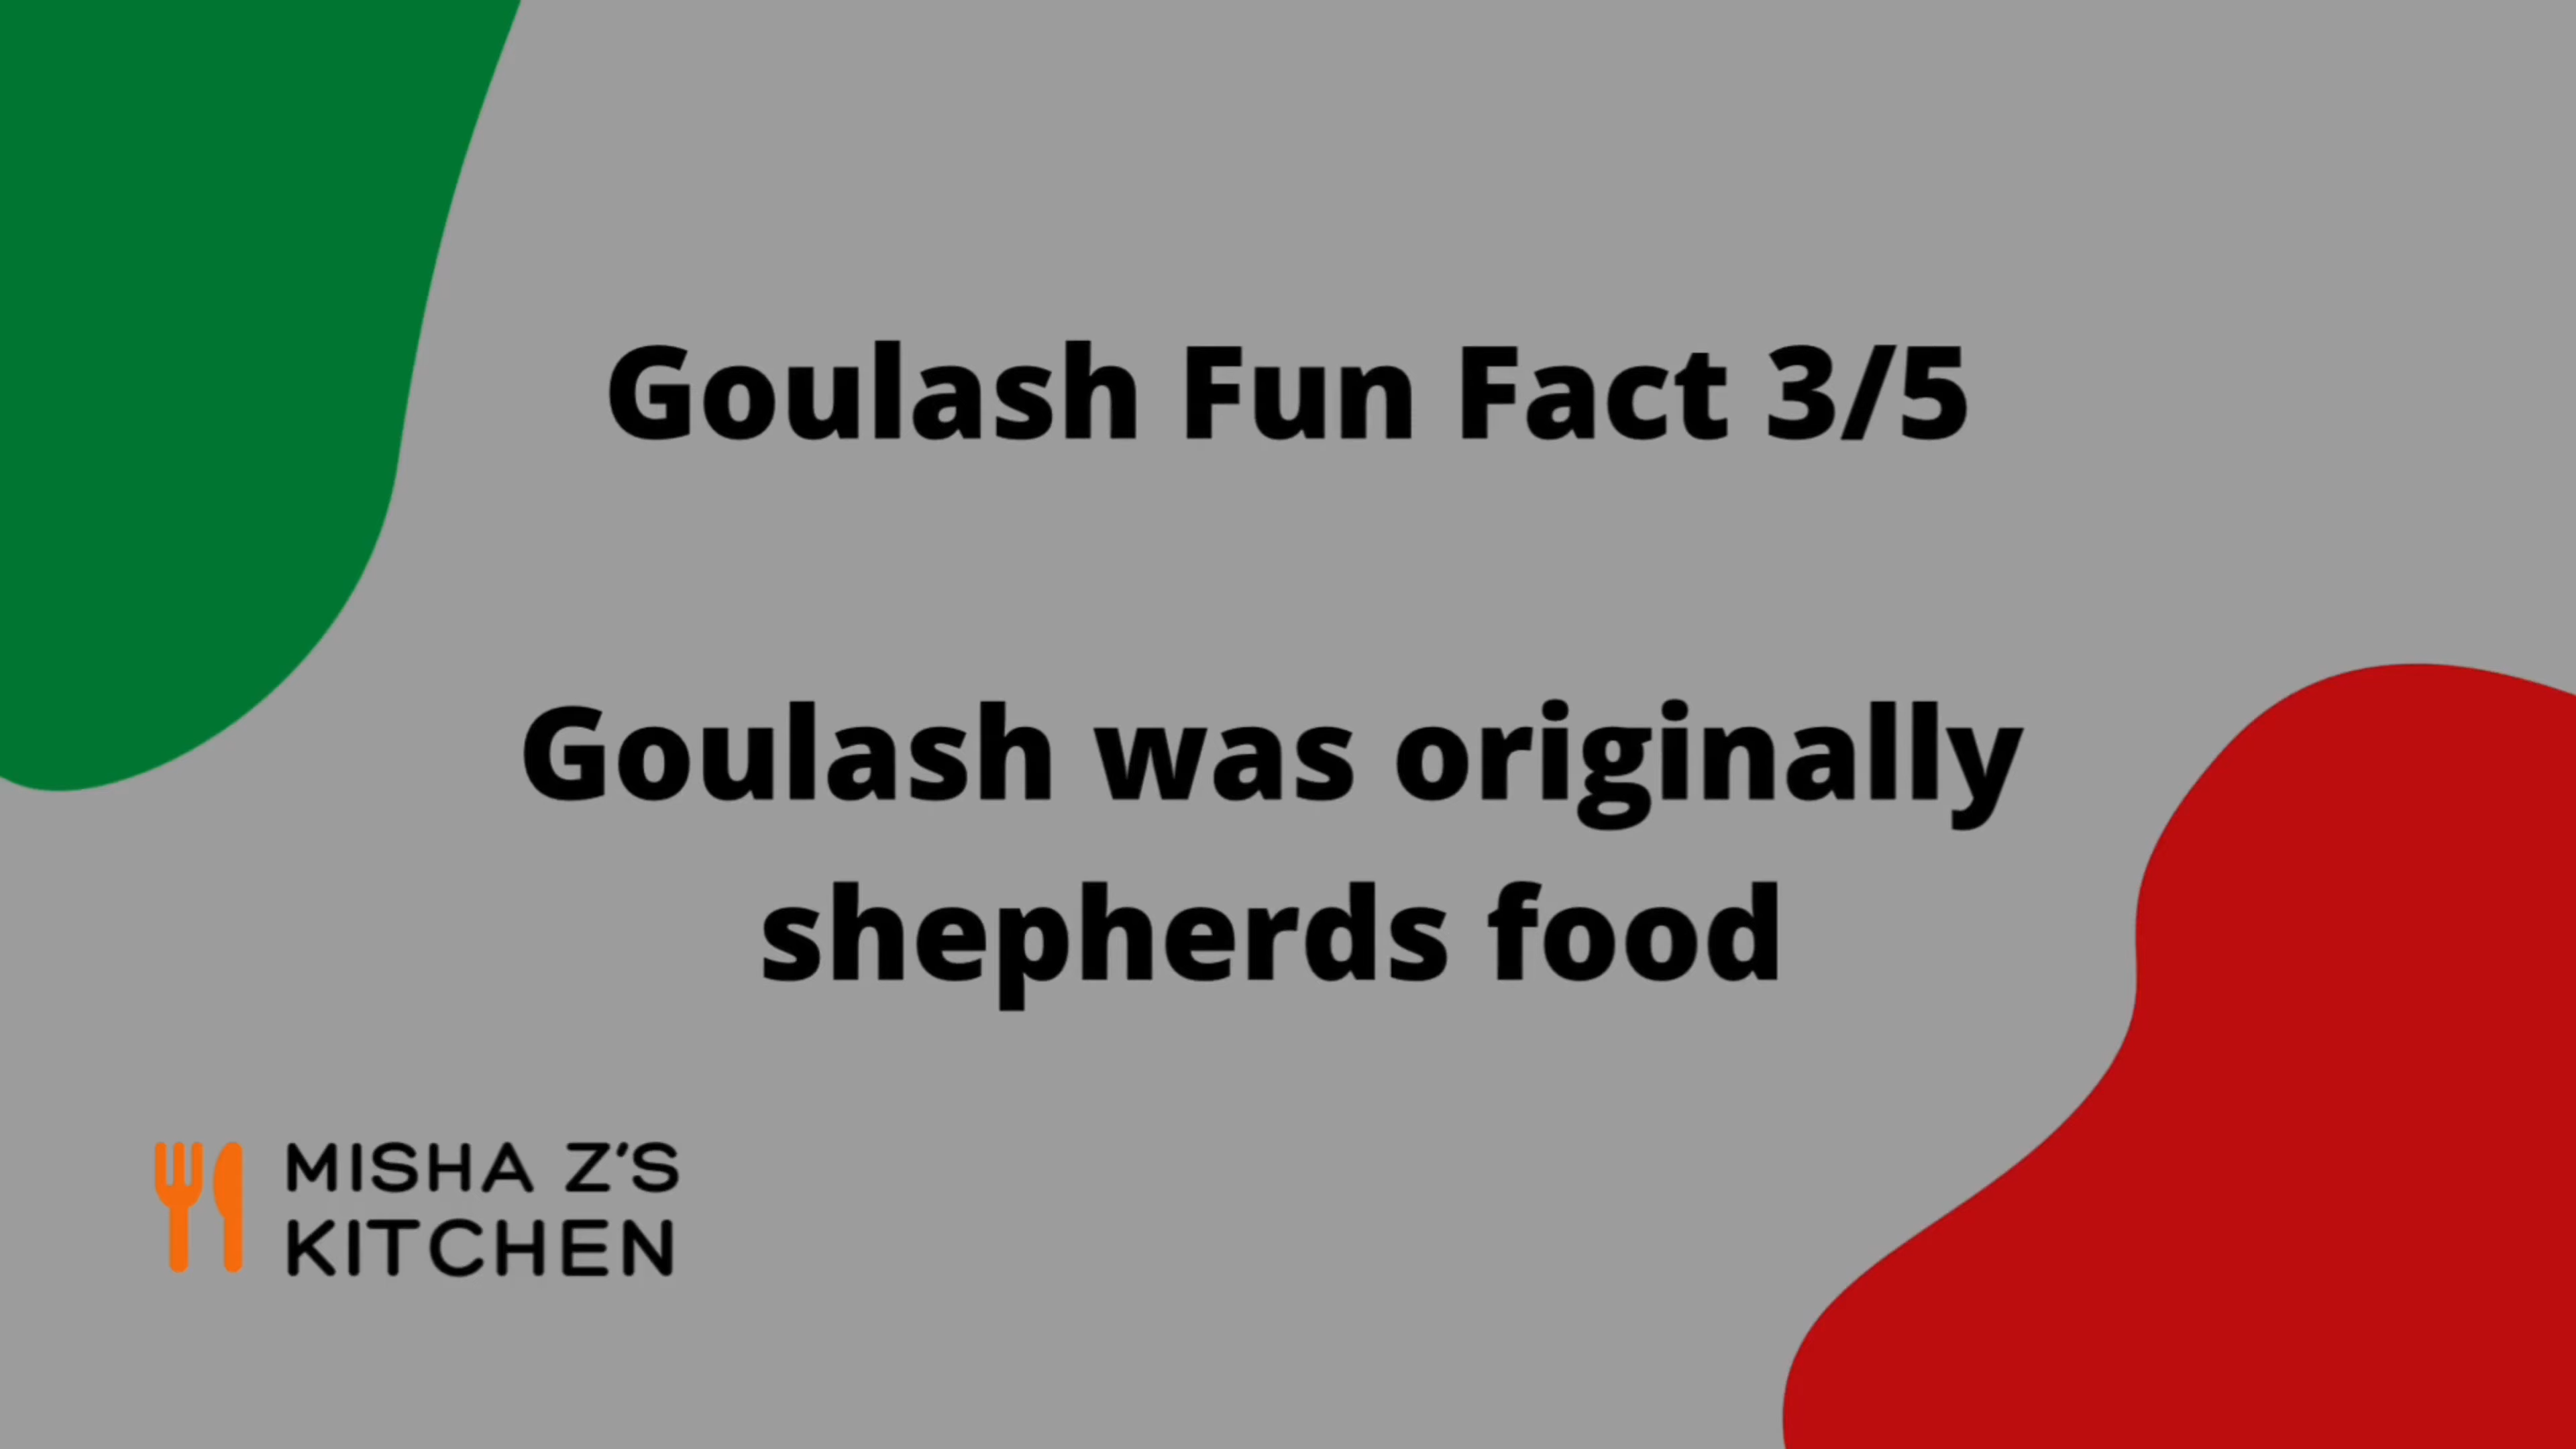 Goulash Fun Fact 3/5
Goulash was originally
shepherds food
MISHA Z'S
KITCHEN